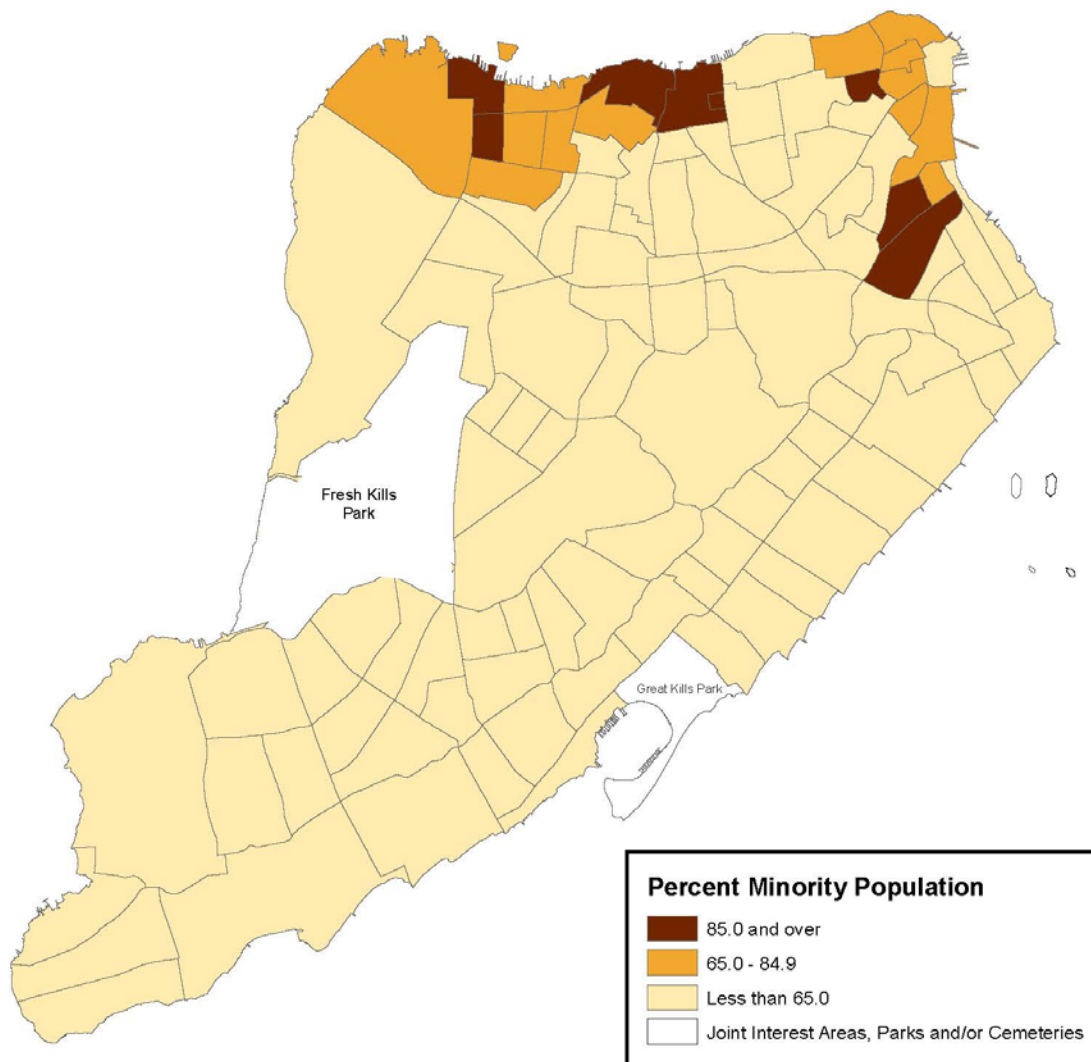 Fresh Kills
Park
Great Kills Park
Percent Minority Population
85.0 and over
65.0 - 84.9
Less than 65.0
Joint Interest Areas, Parks and/or Cemeteries